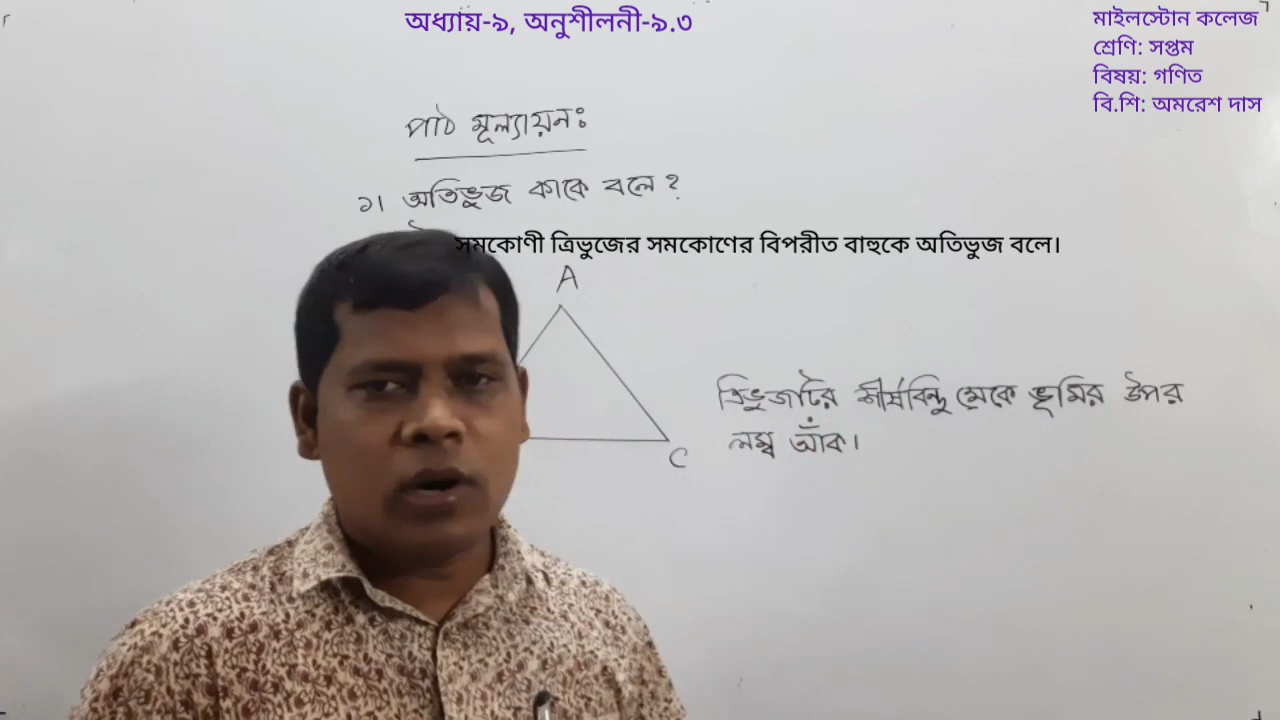 অধ্যায়-৯, অনুশীলনী-৯.৩
মাইলস্টোন কলেজ
শ্রেণি: সপ্তম
বিষয়: গণিত
বি.শি: অমরেশ দাস
পাঠ মূল্যায়নঃ
১। অতিভুজ কাকে বলে?
সমকোণী ত্রিভুজের সমকোণের বিপরীত বাহুকে অতিভুজ বলে।
A
ত্রিভুজটির শীর্ষবিন্দু থেকে ভূমির উপর
লম্ব আঁক।
C